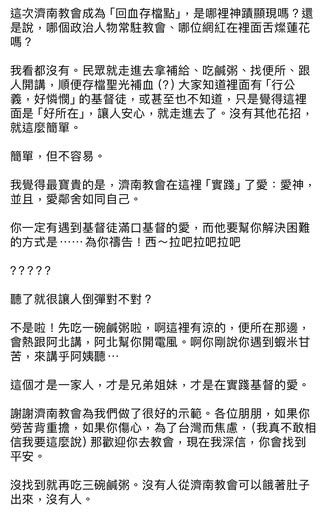 這次濟南教會成為「回血存檔點」，是哪裡神蹟顯現嗎？還
是說，哪個政治人物常駐教會、哪位網紅在裡面舌燦蓮花
嗎？
我看都沒有。民眾就走進去拿補給、吃鹹粥、找便所、跟
人開講，順便存檔聖光補血（？）大家知道裡面有「行公
義，好憐憫」的基督徒，或甚至也不知道，只是覺得這裡
面是「好所在」，讓人安心，就走進去了。沒有其他花招，
就這麼簡單。
簡單，但不容易。
我覺得最寶貴的是，濟南教會在這裡「實踐」了愛：愛神，
並且，愛鄰舍如同自己。
你一定有遇到基督徒滿口基督的愛，而他要幫你解決困難
的方式是⋯⋯為你禱告！西～拉吧拉吧拉吧
? ? ? ? ?
聽了就很讓人倒彈對不對？
不是啦！先吃一碗鹹粥啦，啊這裡有涼的，便所在那邊，
會熱跟阿北講，阿北幫你開電風。啊你剛說你遇到蝦米甘
苦，來講乎阿姨聽⋯
這個才是一家人，才是兄弟姐妹，才是在實踐基督的愛。
謝謝濟南教會為我們做了很好的示範。各位朋朋，如果你
勞苦背重擔，如果你傷心，為了台灣而焦慮，（我真不敢相
信我要這麼說）那歡迎你去教會，現在我深信，你會找到
平安。
沒找到就再吃三碗鹹粥。沒有人從濟南教會可以餓著肚子
出來，沒有人。